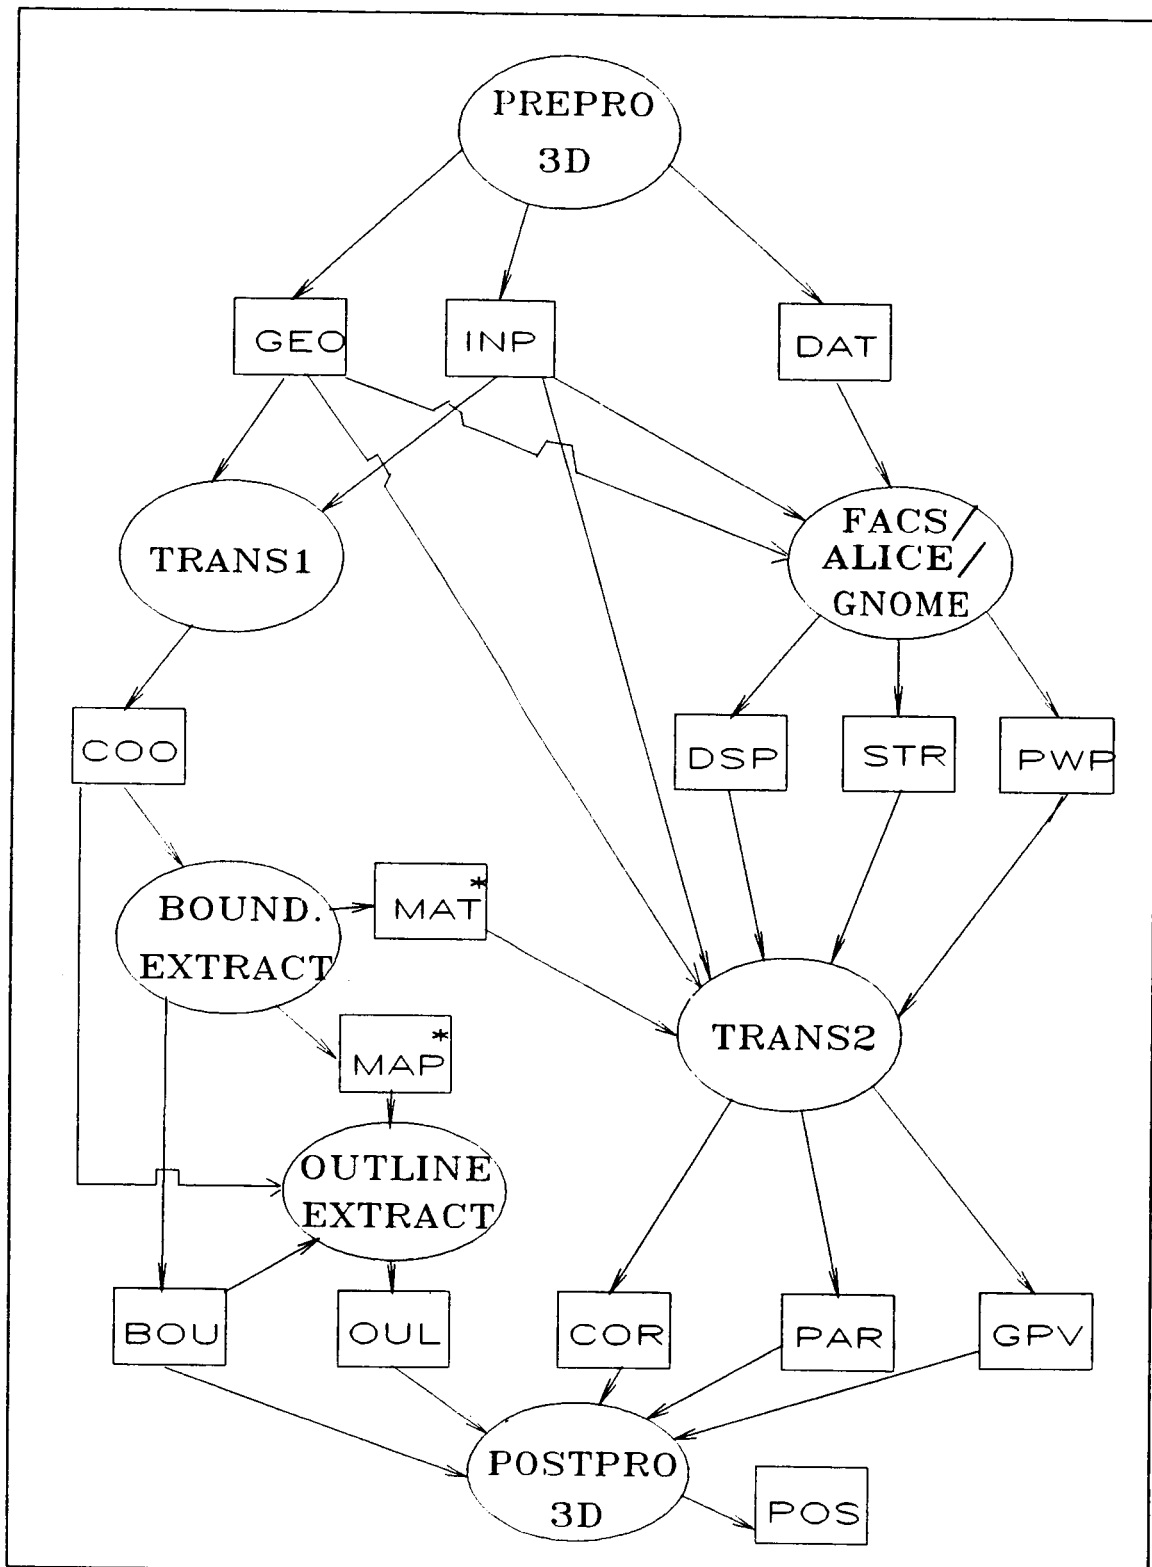 PREPRO
3D
GEO
INP
DAT
TRANS1
FACS/
ALICE/
GNOME
COO
DSP
STR
PWP
BOUND.
EXTRACT
MAT*
MAP*
TRANS2
OUTLINE
EXTRACT
BOU
OUL
COR
PAR
GPV
POSTPRO
3D
POS